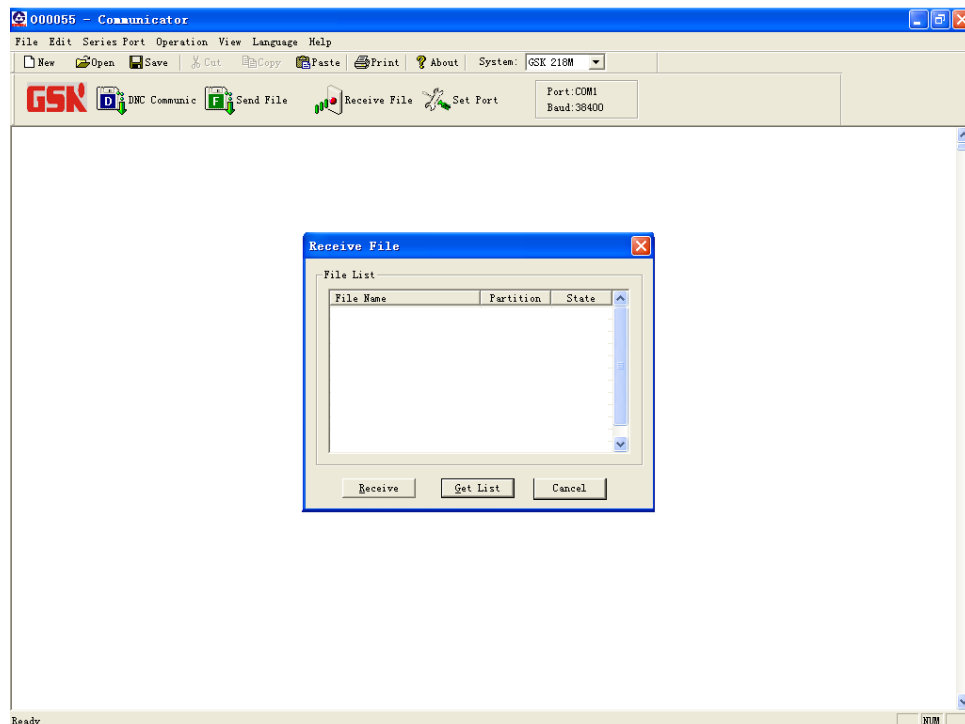 O00055 - Communicator
File Edit Series Port Operation View Language Help
New Open Save Cut Copy Paste Print About System: GSK 218M
GSK DNC Communic Send File Receive File Set Port Port:COM1
Baud:38400
Receive File
File List
File Name Partition State
Receive Get List Cancel
Ready NUM